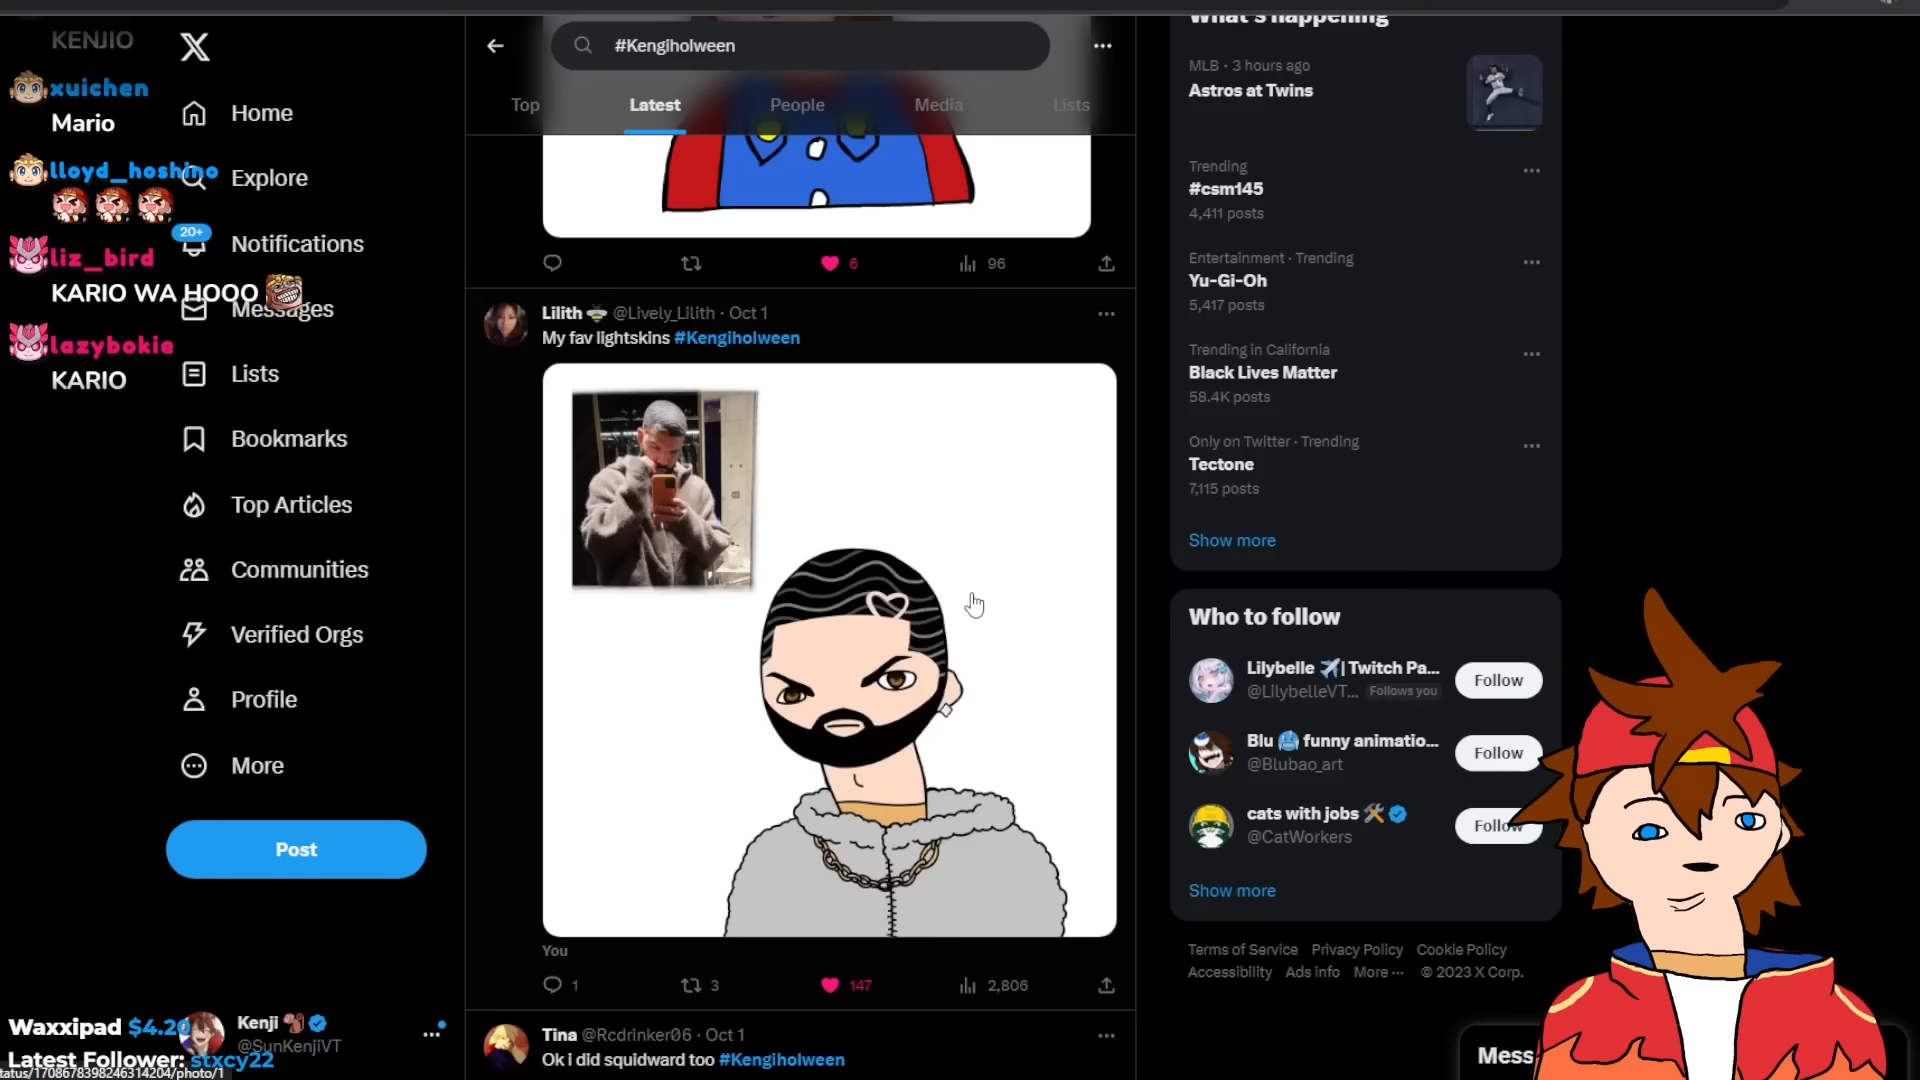 KENJIO
xuichen
Mario
lloyd_hoshino
liz_bird
KARIO WA HOOO
lazybokie
KARIO
Home
Explore
20+
Notifications
Messages
Lists
Bookmarks
Top Articles
Communities
Verified Orgs
Profile
More
Post
Waxxipad $4.20
Kenji
@SunKenjiVT
Latest Follower: stxcy22
tatus/1708678398246314204/photo/1
#Kengiholween
Top
Latest
People
Media
Lists
6
96
Lilith @Lively_Lilith · Oct 1
My fav lightskins #Kengiholween
You
1
3
147
2,806
Tina @Rcdrinker06 · Oct 1
Ok i did squidward too #Kengiholween
What's happening
MLB · 3 hours ago
Astros at Twins
Trending
#csm145
4,411 posts
Entertainment · Trending
Yu-Gi-Oh
5,417 posts
Trending in California
Black Lives Matter
58.4K posts
Only on Twitter · Trending
Tectone
7,115 posts
Show more
Who to follow
Lilybelle | Twitch Pa...
@LilybelleVT... Follows you
Follow
Blu funny animatio...
@Blubao_art
Follow
cats with jobs
@CatWorkers
Follow
Show more
Terms of Service Privacy Policy Cookie Policy
Accessibility Ads info More ··· © 2023 X Corp.
Mess